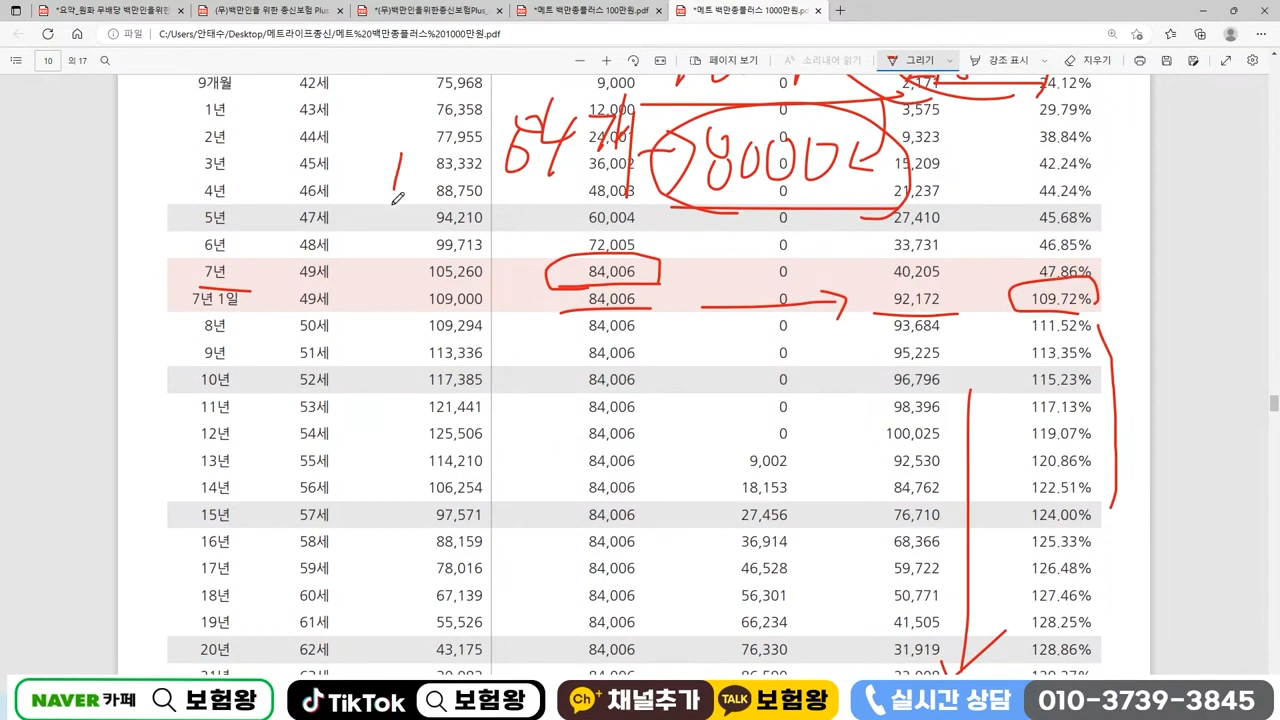 *요약_원화 무배당 백만인을위한
(무)백만인을 위한 종신보험 Plus
*(무)백만인을위한종신보험Plus_
*메트 백만종플러스 100만원.pdf
*메트 백만종플러스 1000만원.pdf
파일 C:/Users/안태수/Desktop/메트라이프종신/메트%20백만종플러스%201000만원.pdf
10 의 17 페이지 보기 소리내어 읽기 그리기 강조 표시 지우기
9개월 42세 75,968 9,000 0 2,171 24.12%
1년 43세 76,358 12,000 0 3,575 29.79%
2년 44세 77,955 24,001 0 9,323 38.84%
3년 45세 83,332 36,002 0 15,209 42.24%
4년 46세 88,750 48,003 0 21,237 44.24%
5년 47세 94,210 60,004 0 27,410 45.68%
6년 48세 99,713 72,005 0 33,731 46.85%
7년 49세 105,260 84,006 0 40,205 47.86%
7년 1일 49세 109,000 84,006 0 92,172 109.72%
8년 50세 109,294 84,006 0 93,684 111.52%
9년 51세 113,336 84,006 0 95,225 113.35%
10년 52세 117,385 84,006 0 96,796 115.23%
11년 53세 121,441 84,006 0 98,396 117.13%
12년 54세 125,506 84,006 0 100,025 119.07%
13년 55세 114,210 84,006 9,002 92,530 120.86%
14년 56세 106,254 84,006 18,153 84,762 122.51%
15년 57세 97,571 84,006 27,456 76,710 124.00%
16년 58세 88,159 84,006 36,914 68,366 125.33%
17년 59세 78,016 84,006 46,528 59,722 126.48%
18년 60세 67,139 84,006 56,301 50,771 127.46%
19년 61세 55,526 84,006 66,234 41,505 128.25%
20년 62세 43,175 84,006 76,330 31,919 128.86%
NAVER 카페 보험왕 TikTok 보험왕 Ch+ 채널추가 TALK 보험왕 실시간 상담 010-3739-3845